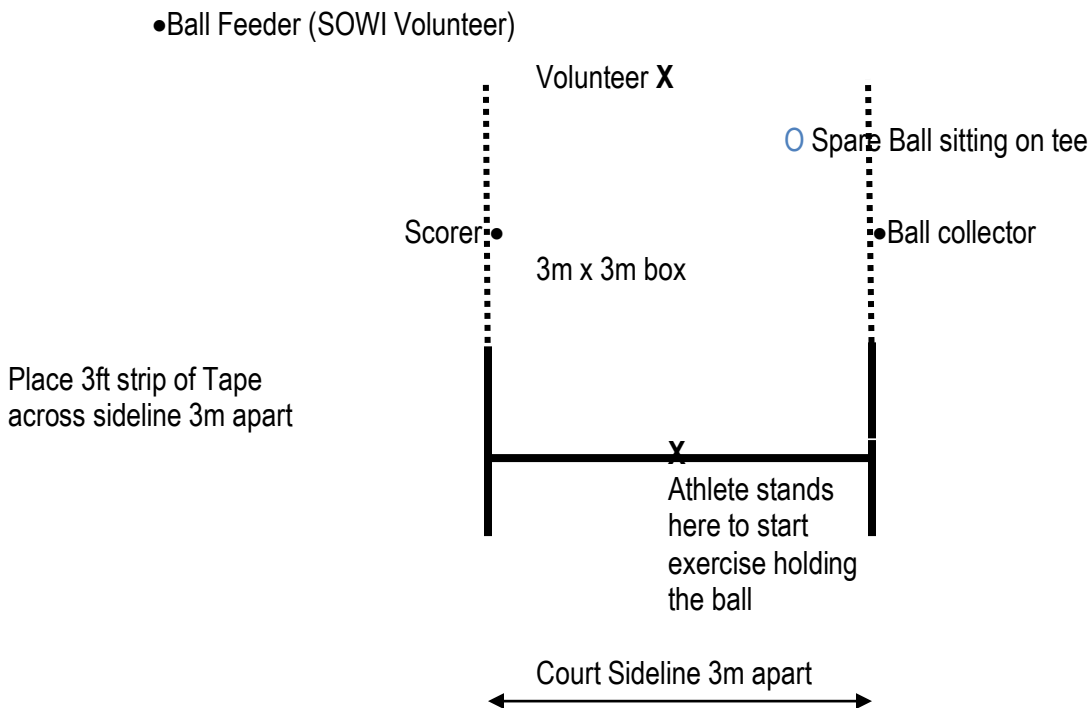 •Ball Feeder (SOWI Volunteer)
Volunteer X
O Spare Ball sitting on tee
Scorer•
•Ball collector
3m x 3m box
Place 3ft strip of Tape
across sideline 3m apart
X
Athlete stands
here to start
exercise holding
the ball
Court Sideline 3m apart